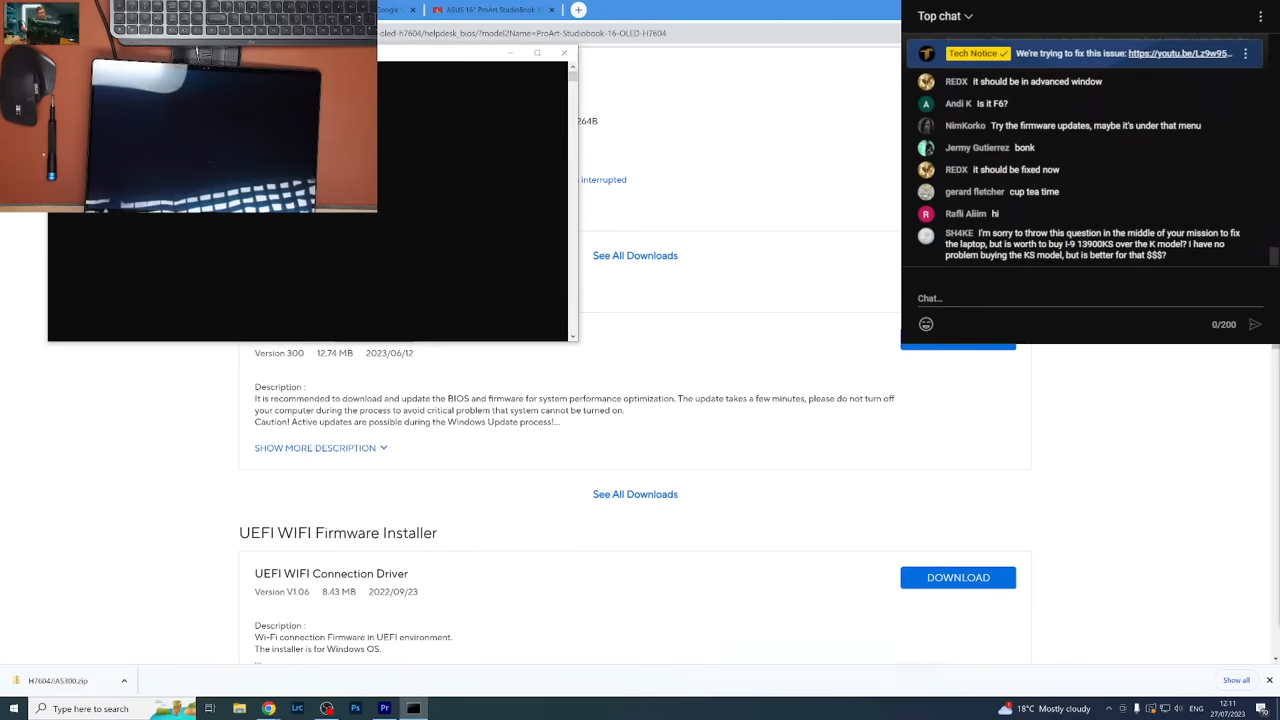 Google S
ASUS 16" ProArt StudioBook
oled-h7604/helpdesk_bios/?model2Name=ProArt-Studiobook-16-OLED-H7604
264B
interrupted
See All Downloads
Version 300 12.74 MB 2023/06/12
Description :
It is recommended to download and update the BIOS and firmware for system performance optimization. The update takes a few minutes, please do not turn off
your computer during the process to avoid critical problem that system cannot be turned on.
Caution! Active updates are possible during the Windows Update process!...
SHOW MORE DESCRIPTION
See All Downloads
UEFI WIFI Firmware Installer
UEFI WIFI Connection Driver
Version V1.06 8.43 MB 2022/09/23
DOWNLOAD
Description :
Wi-Fi connection Firmware in UEFI environment.
The installer is for Windows OS.
...
Top chat
Tech Notice We're trying to fix this issue: https://youtu.be/Lz9w95...
REDX it should be in advanced window
Andi K Is it F6?
NimKorko Try the firmware updates, maybe it's under that menu
Jermy Gutierrez bonk
REDX it should be fixed now
gerard fletcher cup tea time
Rafli Aliim hi
SH4KE I'm sorry to throw this question in the middle of your mission to fix
the laptop, but is worth to buy I-9 13900KS over the K model? I have no
problem buying the KS model, but is better for that $$$?
Chat...
0/200
H7604JIAS300.zip
Show all
Type here to search
Lrc
Ps
Pr
18°C Mostly cloudy
ENG
12:11
27/07/2023